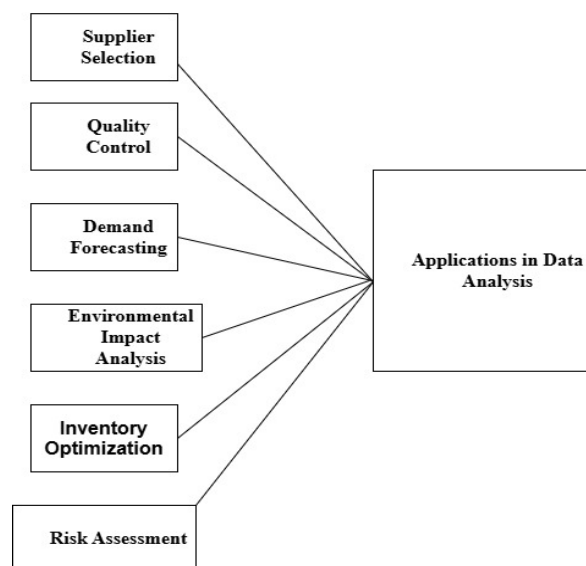 Supplier
Selection
Quality
Control
Demand
Forecasting
Environmental
Impact
Analysis
Inventory
Optimization
Risk Assessment
Applications in Data
Analysis